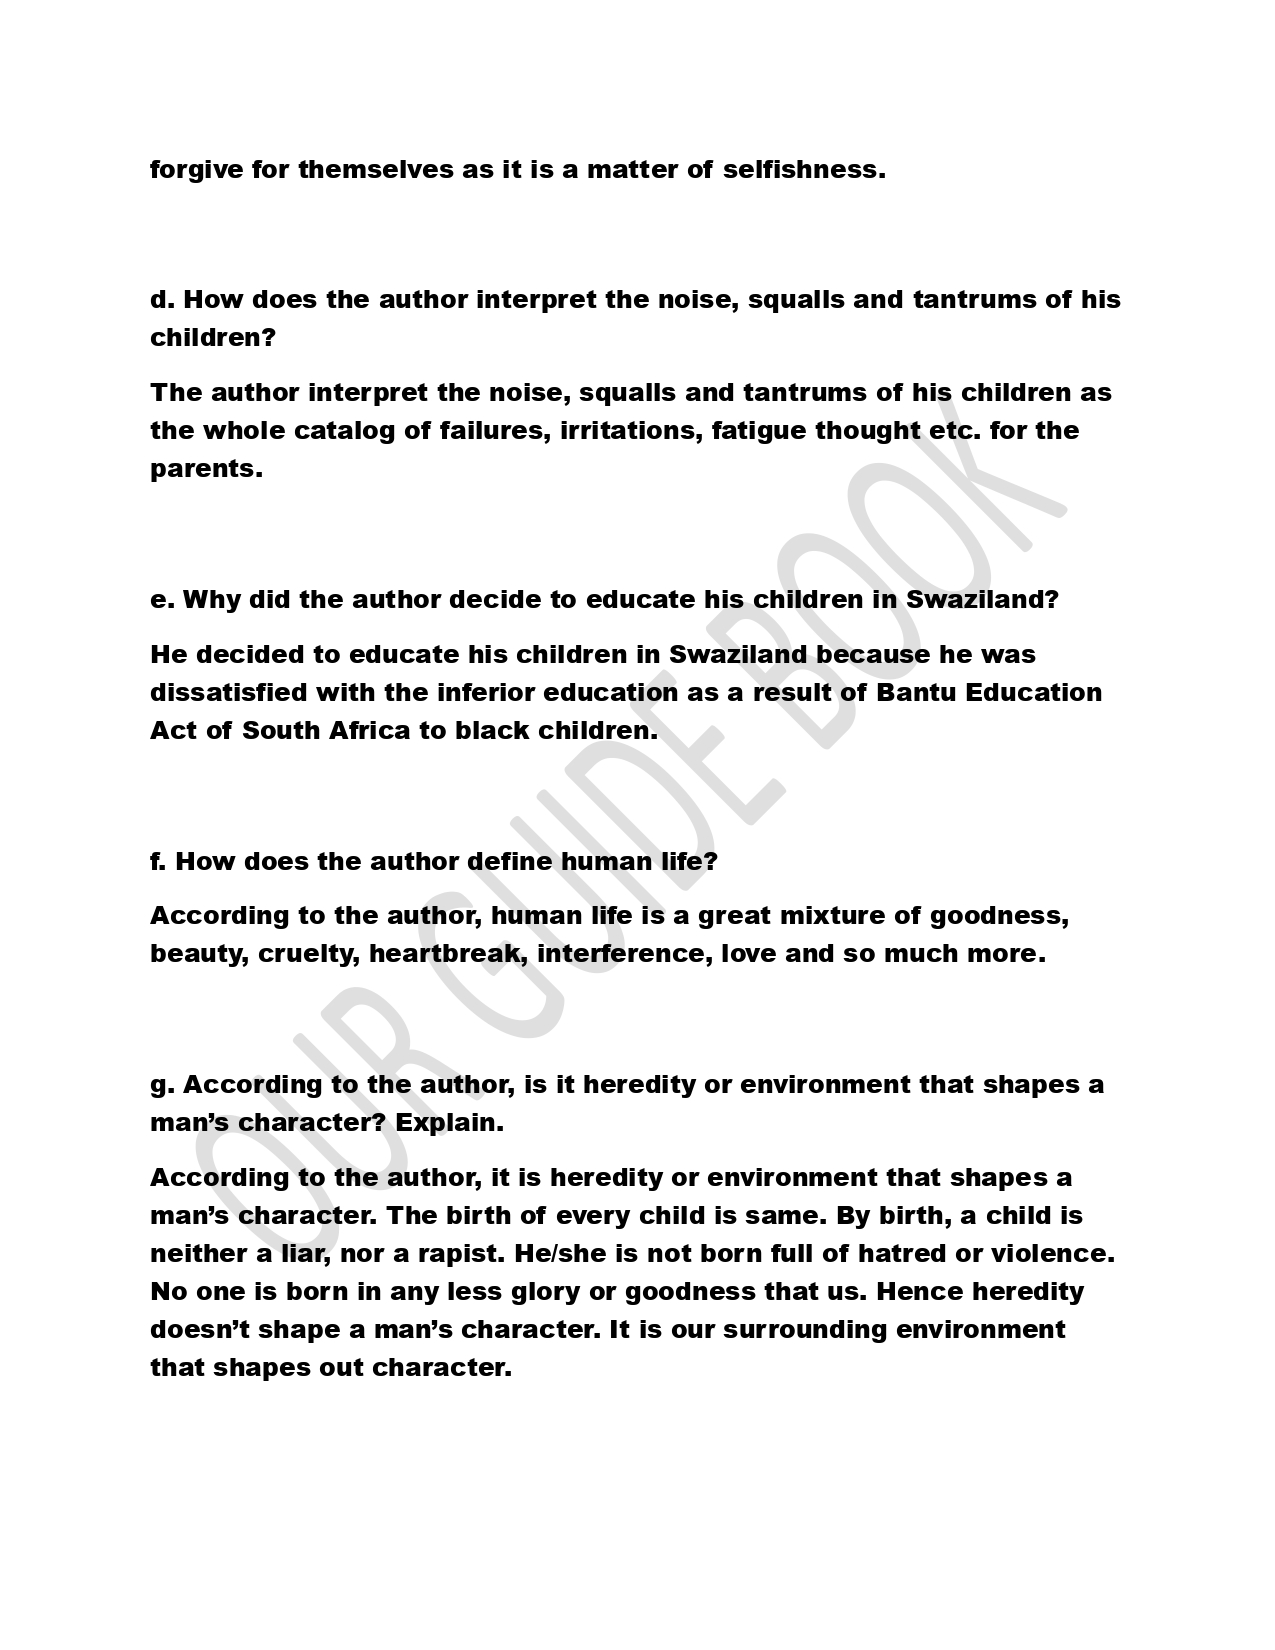 forgive for themselves as it is a matter of selfishness.
d. How does the author interpret the noise, squalls and tantrums of his
children?
The author interpret the noise, squalls and tantrums of his children as
the whole catalog of failures, irritations, fatigue thought etc. for the
parents.
e. Why did the author decide to educate his children in Swaziland?
He decided to educate his children in Swaziland because he was
dissatisfied with the inferior education as a result of Bantu Education
Act of South Africa to black children.
f. How does the author define human life?
According to the author, human life is a great mixture of goodness,
beauty, cruelty, heartbreak, interference, love and so much more.
g. According to the author, is it heredity or environment that shapes a
man’s character? Explain.
According to the author, it is heredity or environment that shapes a
man’s character. The birth of every child is same. By birth, a child is
neither a liar, nor a rapist. He/she is not born full of hatred or violence.
No one is born in any less glory or goodness that us. Hence heredity
doesn’t shape a man’s character. It is our surrounding environment
that shapes out character.
OUR GUIDE BOOK